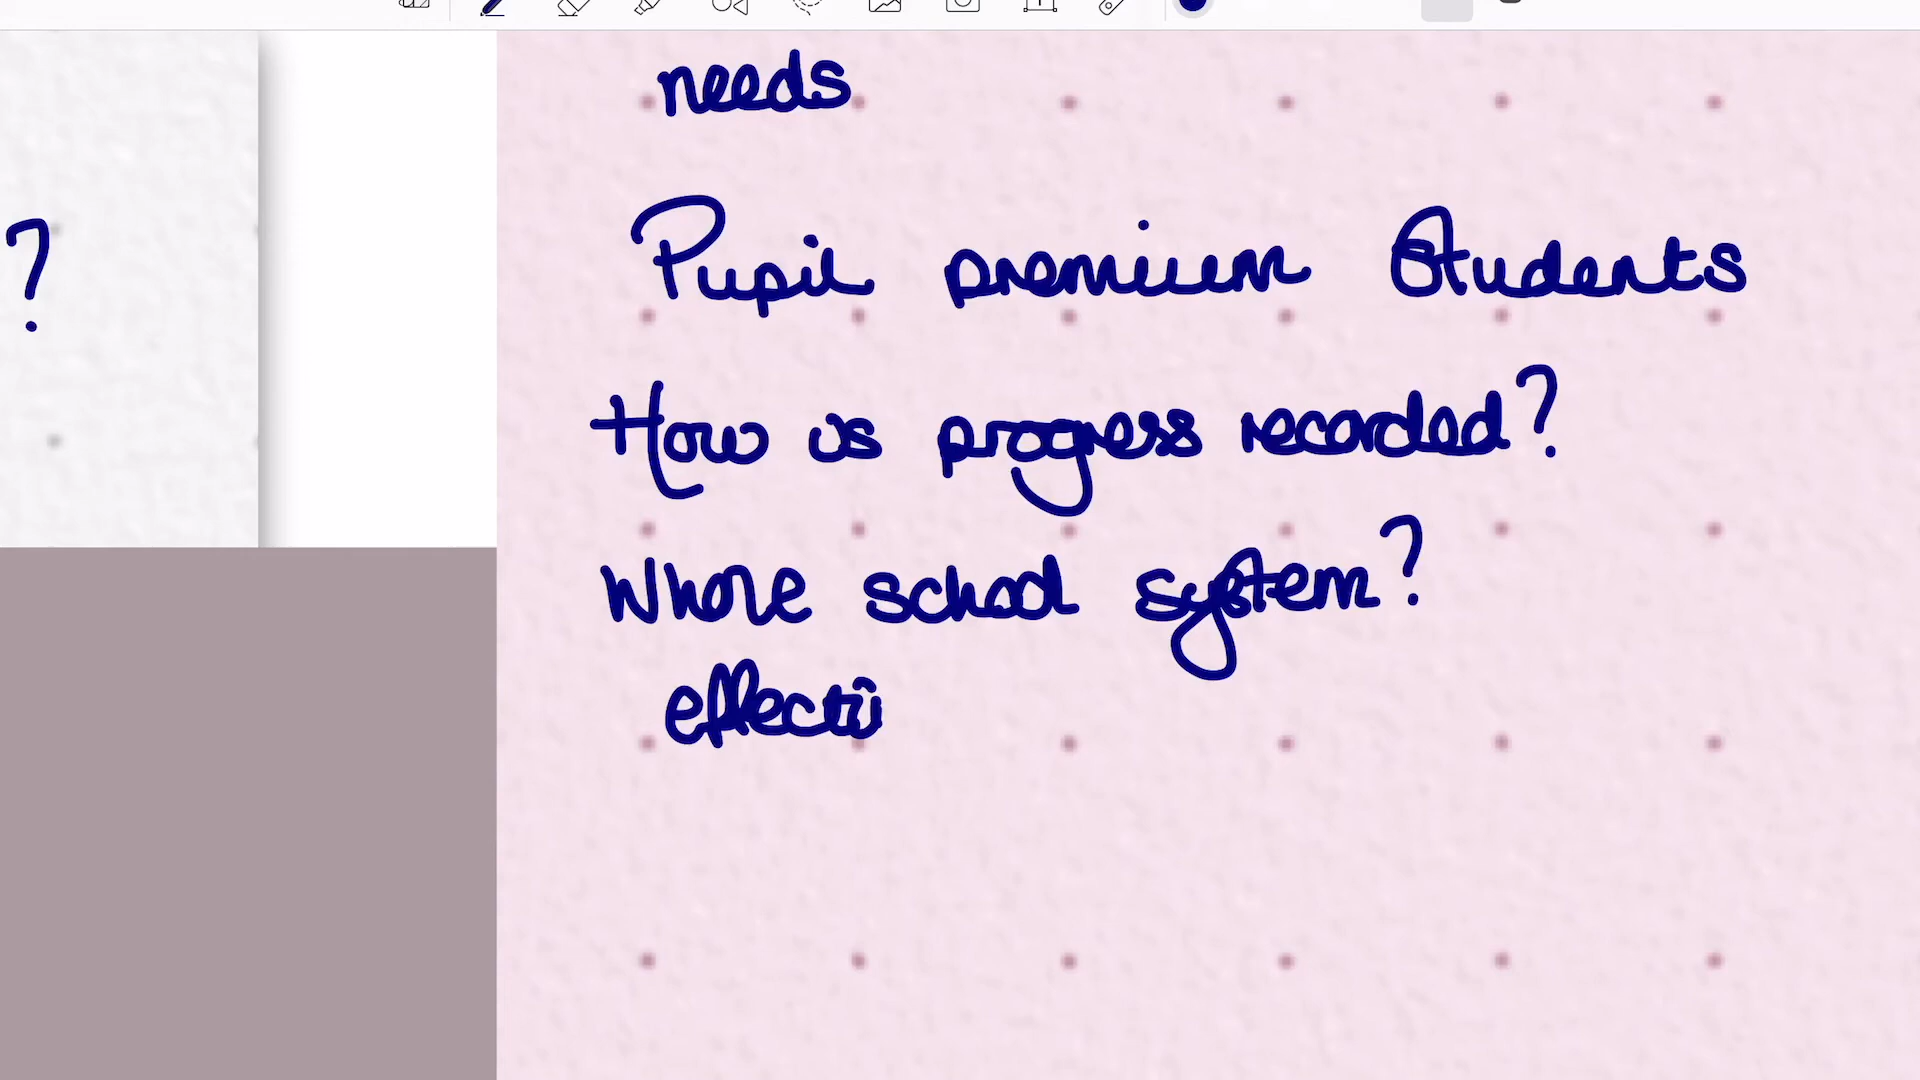 needs
?
Pupil premium Students
How is progress recorded?
Whole school system?
effecti